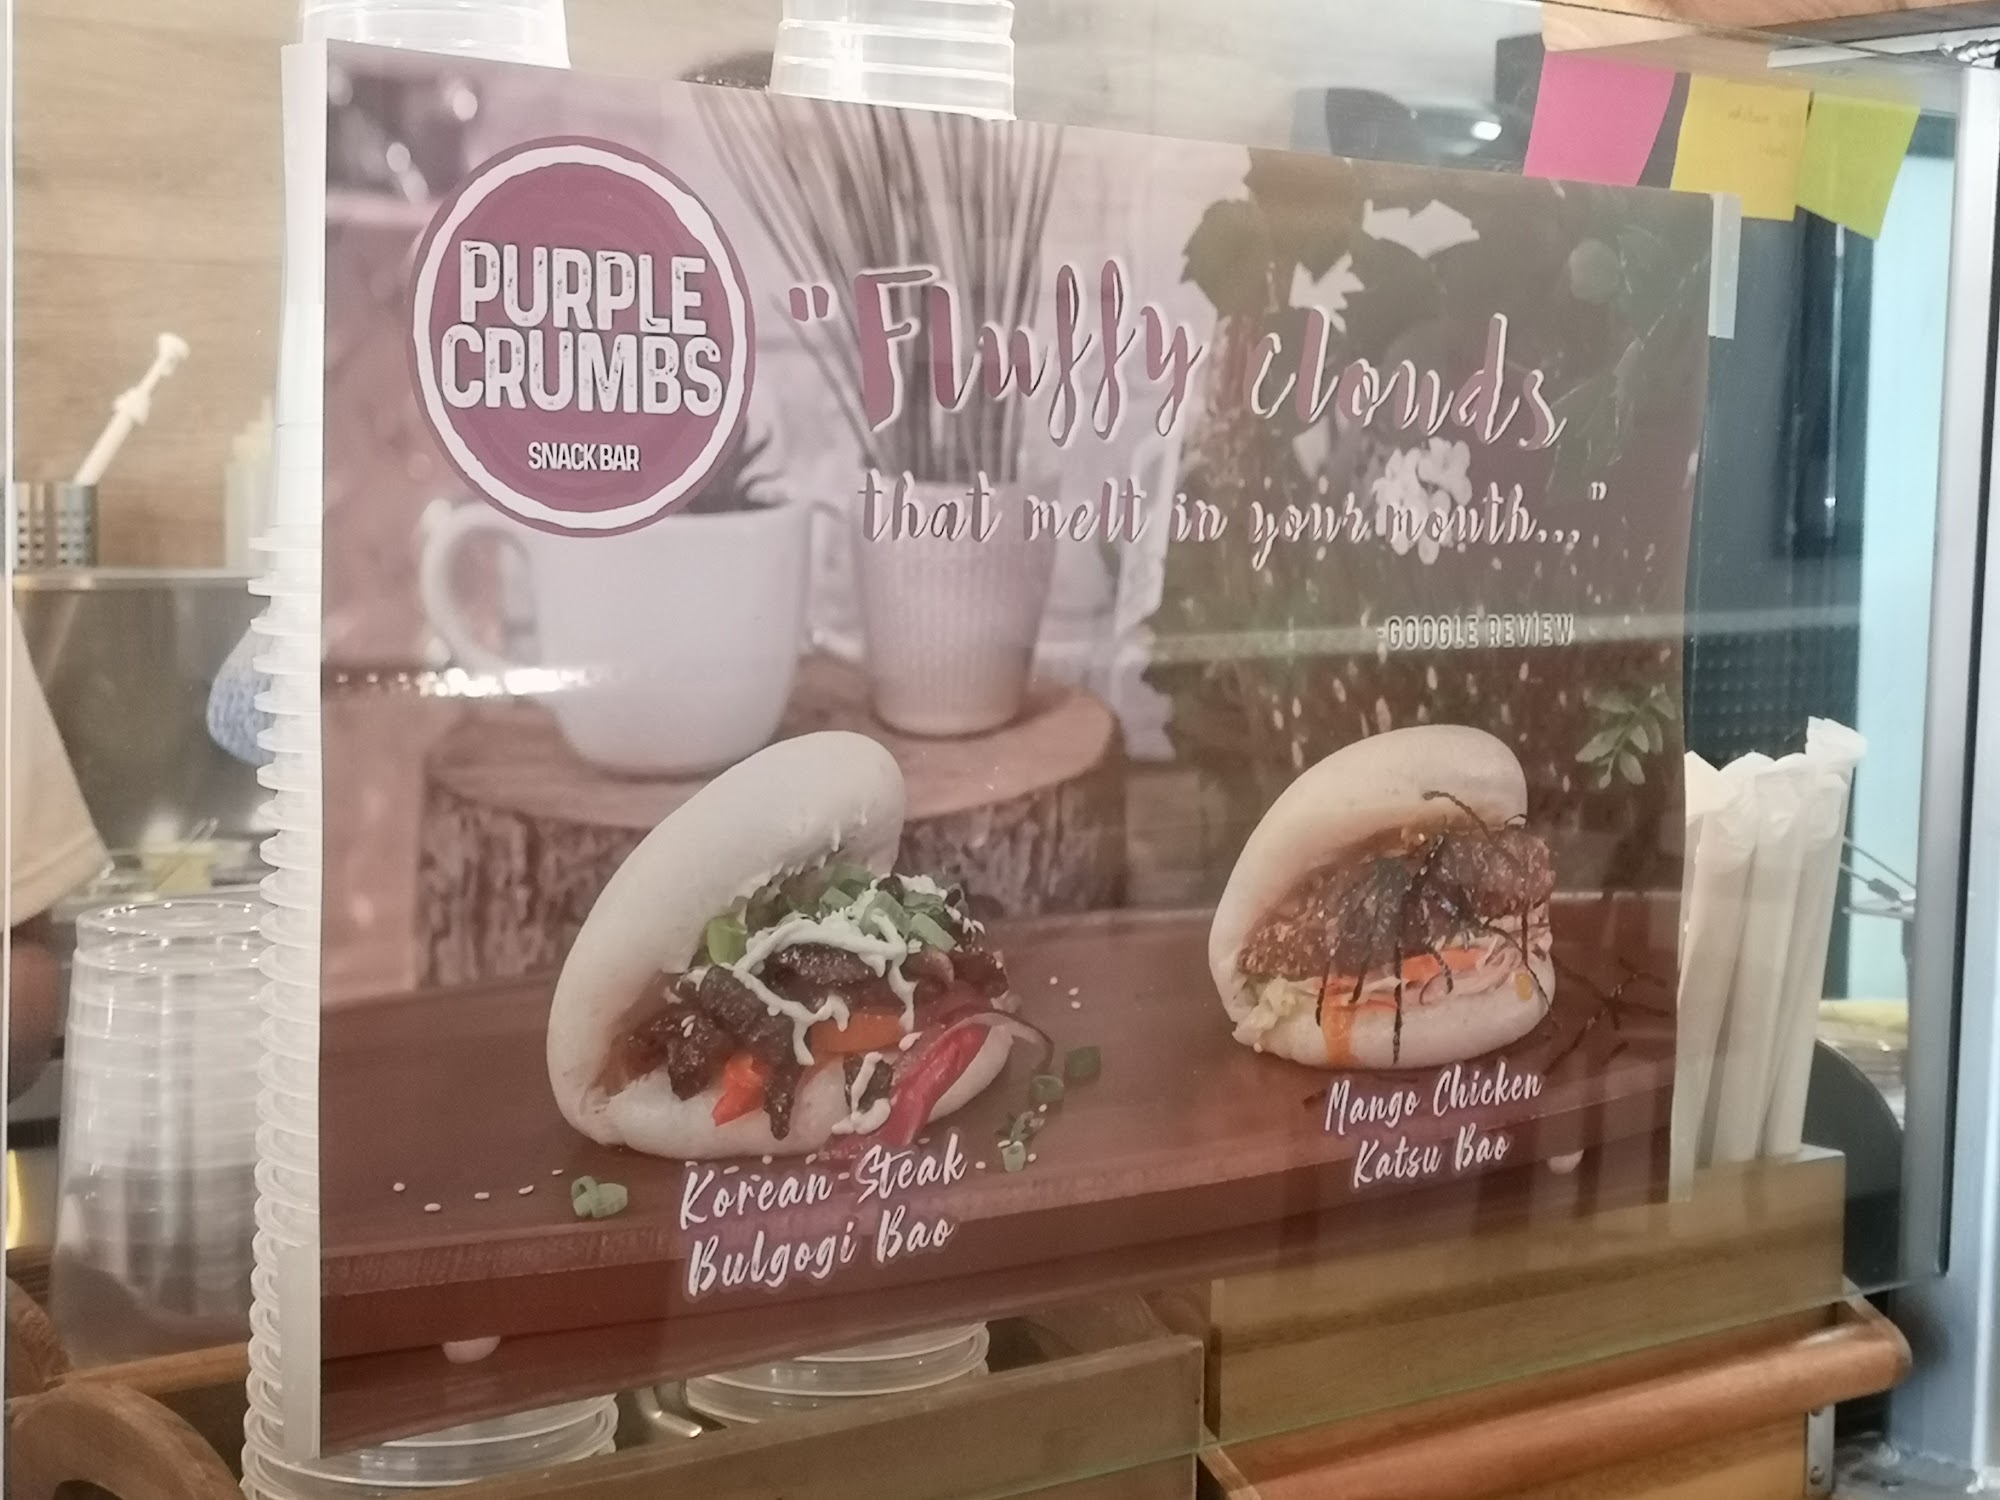 PURPLE
CRUMBS
SNACK BAR
"Fluffy clouds
that melt in your mouth..."
-GOOGLE REVIEW
Korean Steak
Bulgogi Bao
Mango Chicken
Katsu Bao